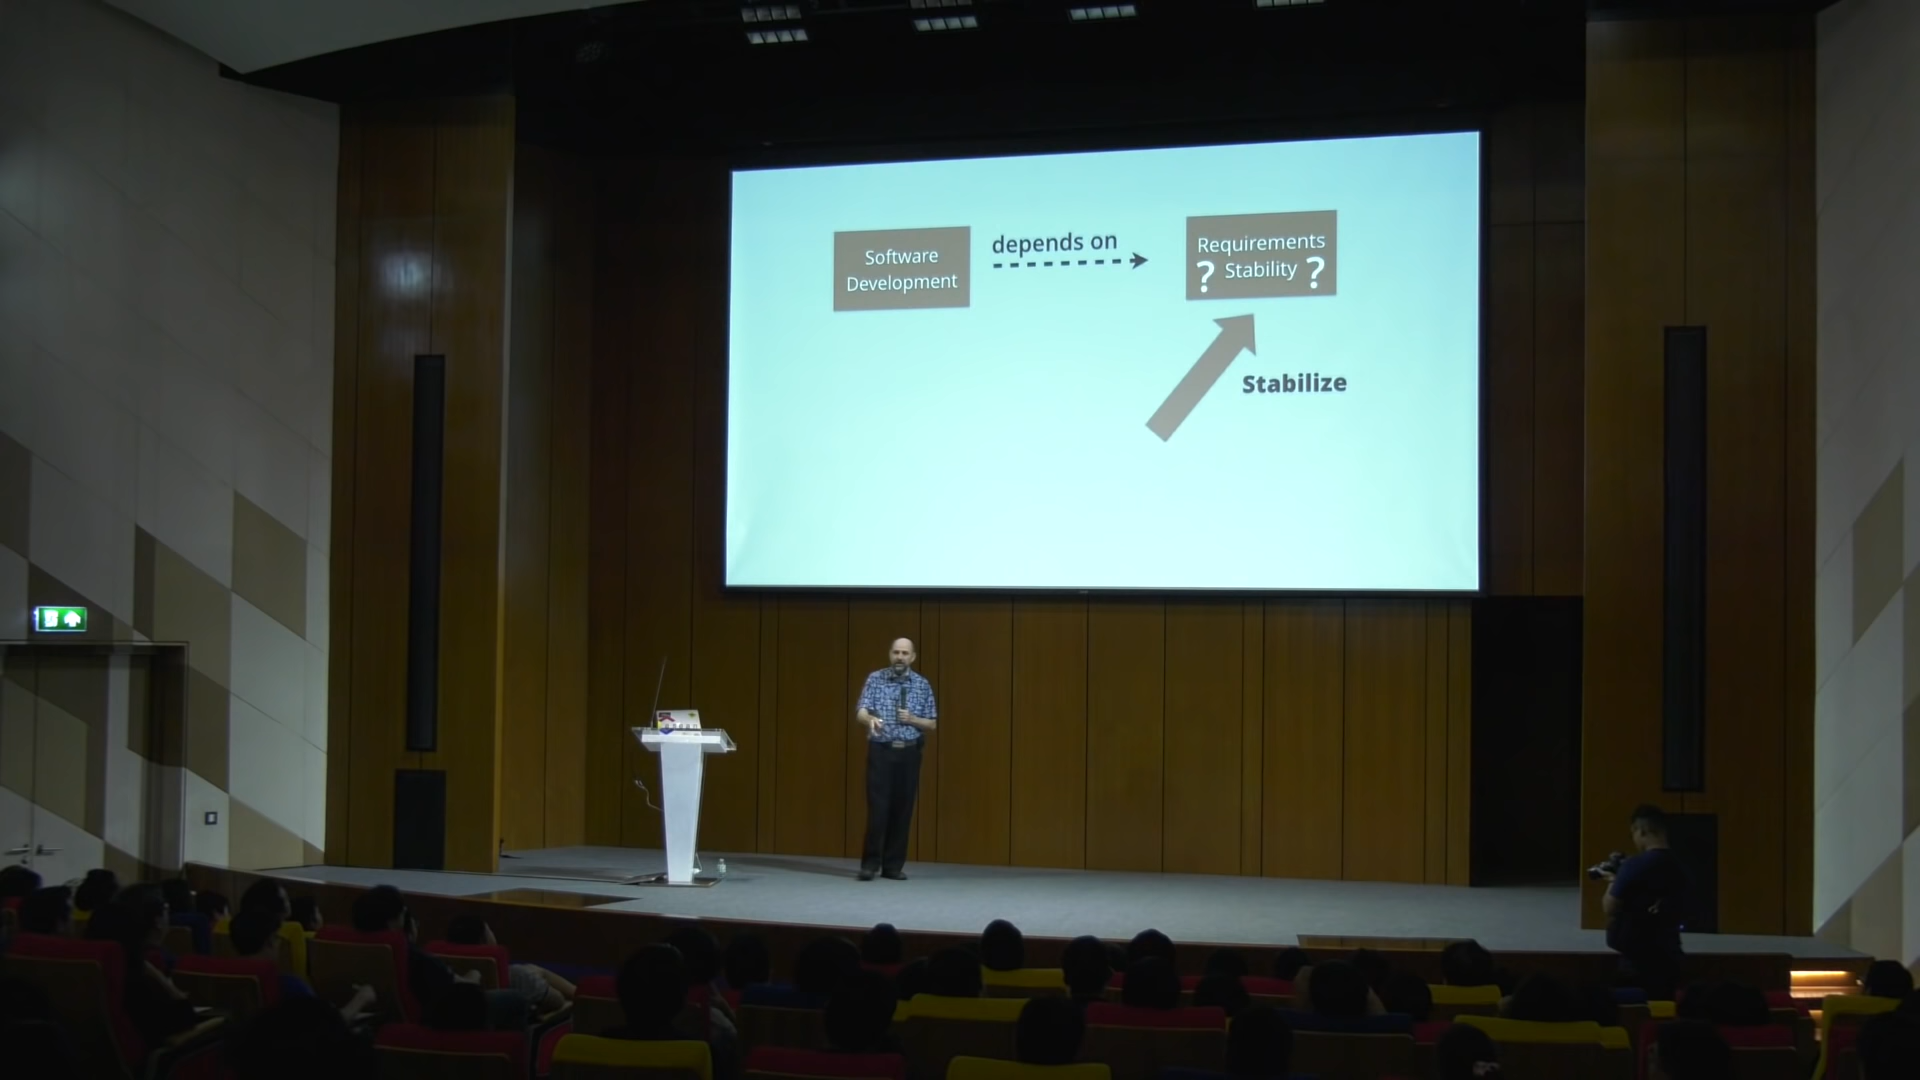 Software
Development
depends on
Requirements
? Stability ?
Stabilize